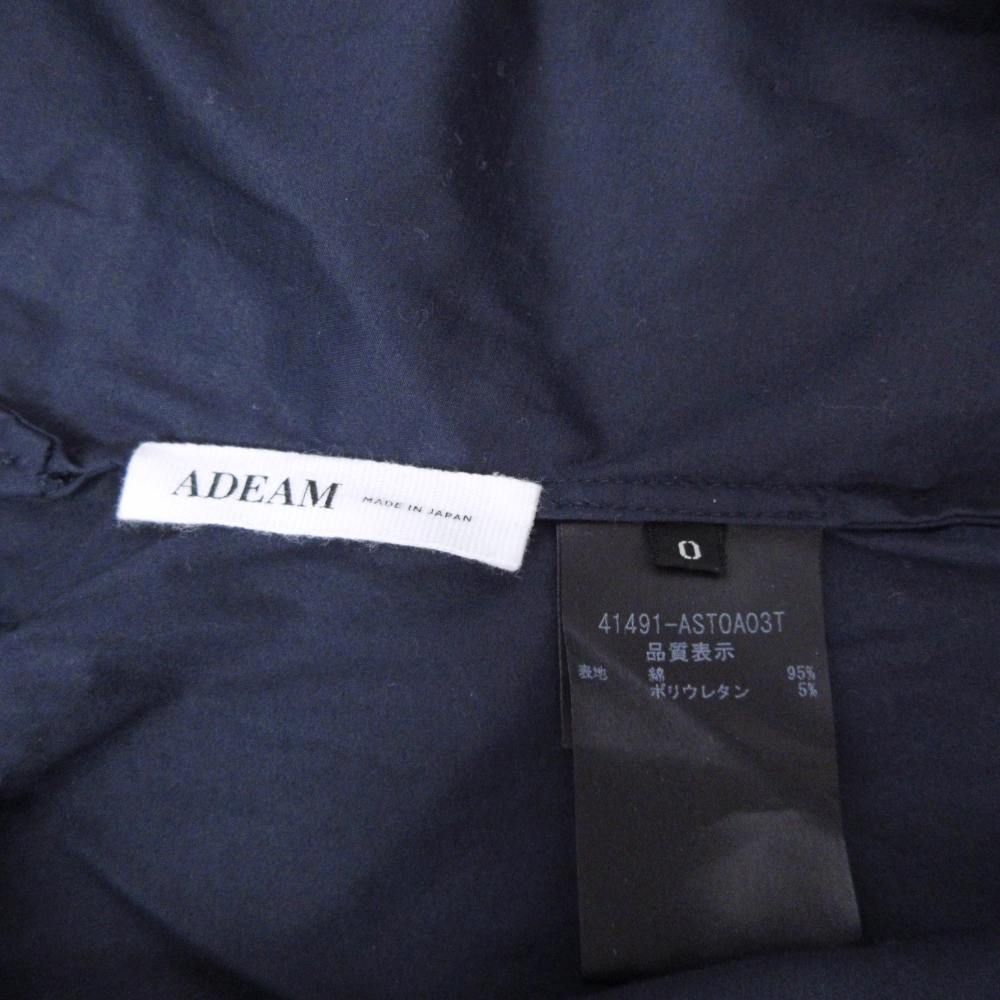 ADEAM MADE IN JAPAN
0
41491-AST0A03T
品質表示
表地 綿 95%
ポリウレタン 5%